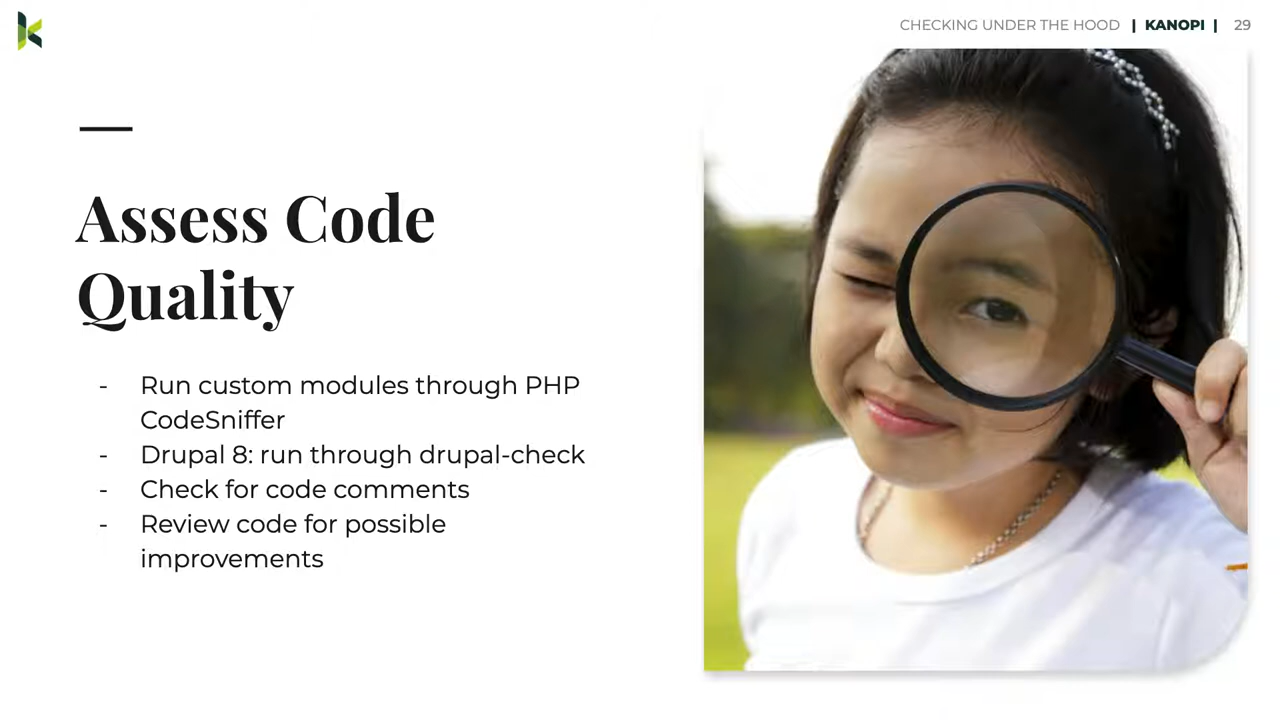 CHECKING UNDER THE HOOD | KANOPI | 29
Assess Code
Quality
- Run custom modules through PHP
CodeSniffer
- Drupal 8: run through drupal-check
- Check for code comments
- Review code for possible
improvements